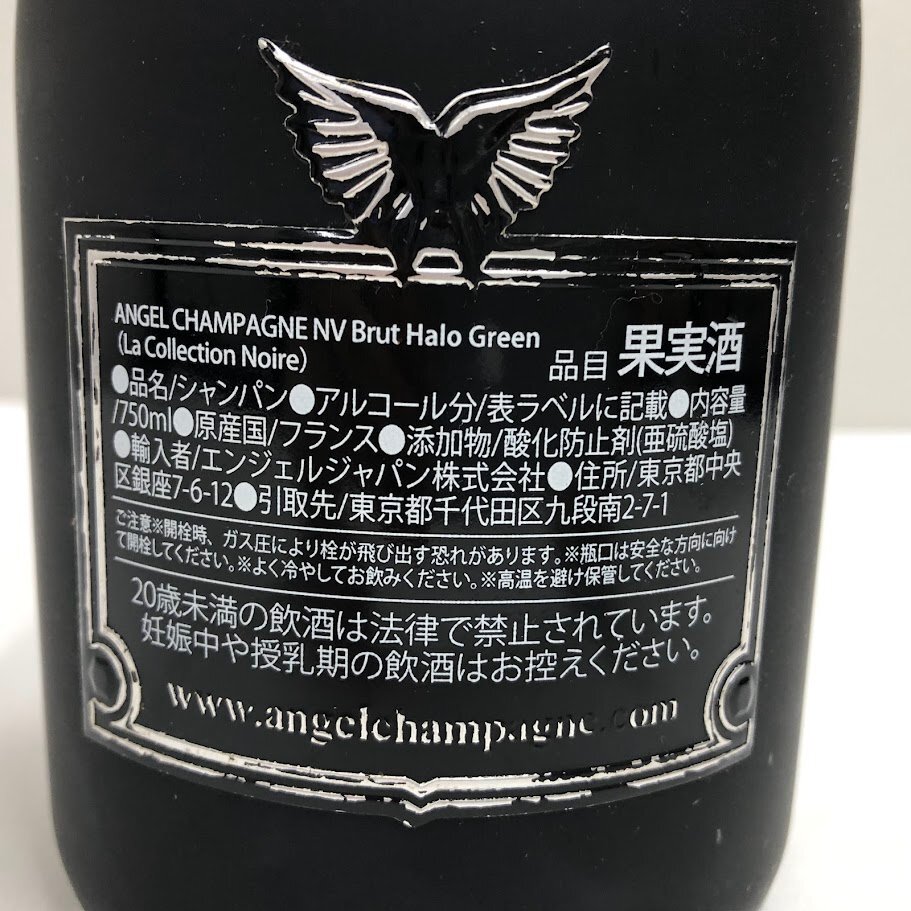 ANGEL CHAMPAGNE NV Brut Halo Green
(La Collection Noire)
品目 果実酒
●品名/シャンパン●アルコール分/表ラベルに記載●内容量
/750ml●原産国/フランス●添加物/酸化防止剤(亜硫酸塩)
●輸入者/エンジェルジャパン株式会社●住所/東京都中央
区銀座7-6-12●引取先/東京都千代田区九段南2-7-1
ご注意※開栓時、ガス圧により栓が飛び出す恐れがあります。※瓶口は安全な方向に向け
て開栓してください。※よく冷やしてお飲みください。※高温を避け保管してください。
20歳未満の飲酒は法律で禁止されています。
妊娠中や授乳期の飲酒はお控えください。
www.angelchampagne.com